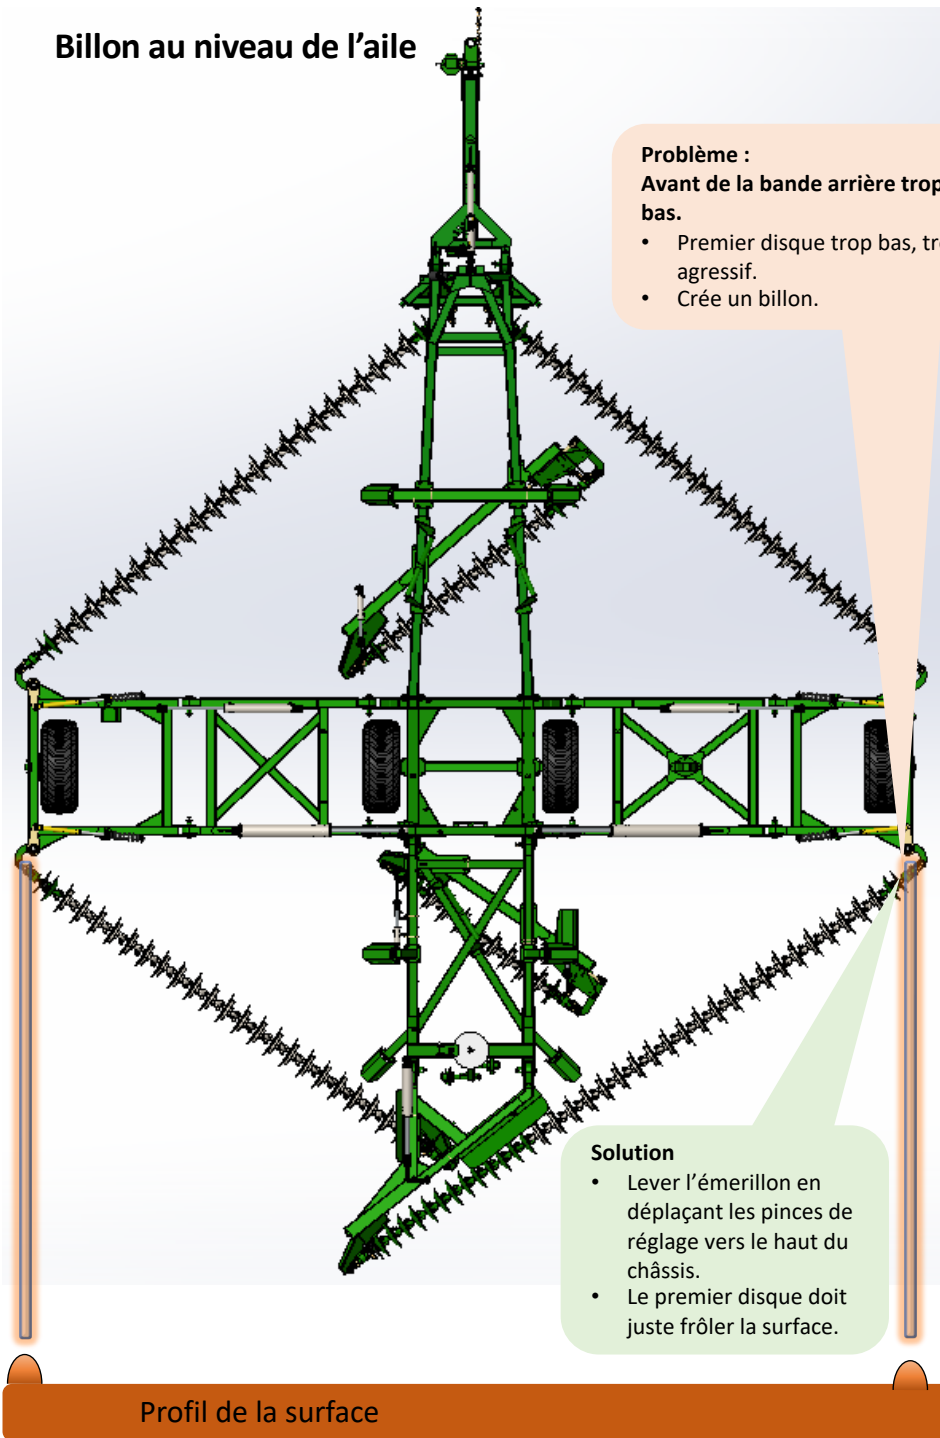 Billon au niveau de l’aile
Problème :
Avant de la bande arrière trop
bas.
• Premier disque trop bas,
agressif.
• Crée un billon.
Solution
• Lever l’émerillon en
déplaçant les pinces de
réglage vers le haut du
châssis.
• Le premier disque doit
juste frôler la surface.
Profil de la surface